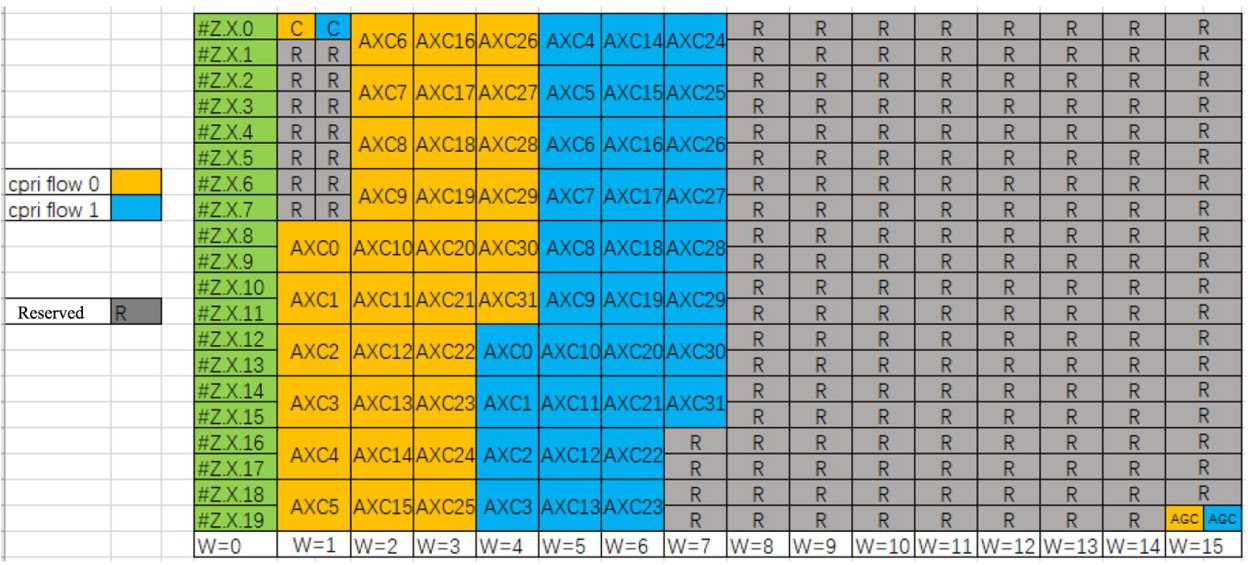 #Z.X.0 C C AXC6 AXC16 AXC26 AXC4 AXC14 AXC24 R R R R R R R R
#Z.X.1 R R R R R R R R R R
#Z.X.2 R R AXC7 AXC17 AXC27 AXC5 AXC15 AXC25 R R R R R R R R
#Z.X.3 R R R R R R R R R R
#Z.X.4 R R AXC8 AXC18 AXC28 AXC6 AXC16 AXC26 R R R R R R R R
#Z.X.5 R R R R R R R R R R
cpri flow 0 #Z.X.6 R R AXC9 AXC19 AXC29 AXC7 AXC17 AXC27 R R R R R R R R
cpri flow 1 #Z.X.7 R R R R R R R R R R
#Z.X.8 AXC0 AXC10 AXC20 AXC30 AXC8 AXC18 AXC28 R R R R R R R R
#Z.X.9 R R R R R R R R
#Z.X.10 AXC1 AXC11 AXC21 AXC31 AXC9 AXC19 AXC29 R R R R R R R R
Reserved R #Z.X.11 R R R R R R R R
#Z.X.12 AXC2 AXC12 AXC22 AXC0 AXC10 AXC20 AXC30 R R R R R R R R
#Z.X.13 R R R R R R R R
#Z.X.14 AXC3 AXC13 AXC23 AXC1 AXC11 AXC21 AXC31 R R R R R R R R
#Z.X.15 R R R R R R R R
#Z.X.16 AXC4 AXC14 AXC24 AXC2 AXC12 AXC22 R R R R R R R R R
#Z.X.17 R R R R R R R R R
#Z.X.18 AXC5 AXC15 AXC25 AXC3 AXC13 AXC23 R R R R R R R R R
#Z.X.19 R R R R R R R R AGC AGC
W=0 W=1 W=2 W=3 W=4 W=5 W=6 W=7 W=8 W=9 W=10 W=11 W=12 W=13 W=14 W=15